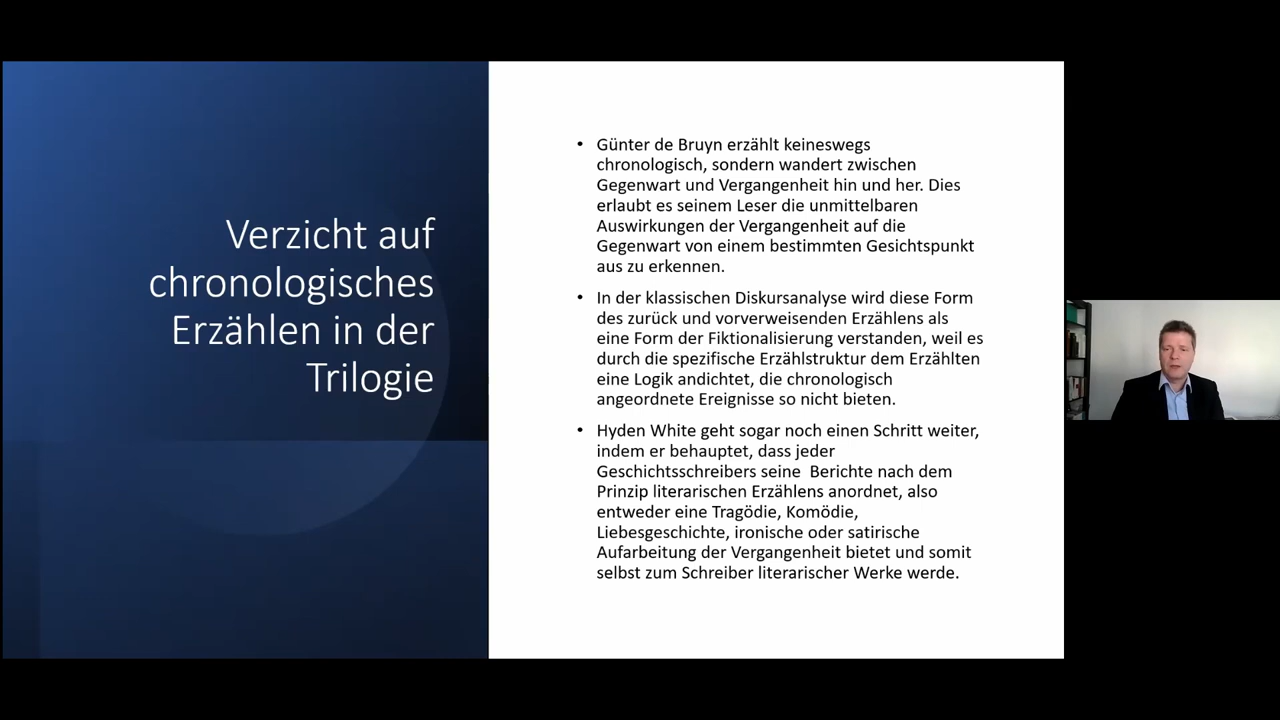 Verzicht auf
chronologisches
Erzählen in der
Trilogie
• Günter de Bruyn erzählt keineswegs
chronologisch, sondern wandert zwischen
Gegenwart und Vergangenheit hin und her. Dies
erlaubt es seinem Leser die unmittelbaren
Auswirkungen der Vergangenheit auf die
Gegenwart von einem bestimmten Gesichtspunkt
aus zu erkennen.
• In der klassischen Diskursanalyse wird diese Form
des zurück und vorverweisenden Erzählens als
eine Form der Fiktionalisierung verstanden, weil es
durch die spezifische Erzählstruktur dem Erzählten
eine Logik andichtet, die chronologisch
angeordnete Ereignisse so nicht bieten.
• Hyden White geht sogar noch einen Schritt weiter,
indem er behauptet, dass jeder
Geschichtsschreibers seine  Berichte nach dem
Prinzip literarischen Erzählens anordnet, also
entweder eine Tragödie, Komödie,
Liebesgeschichte, ironische oder satirische
Aufarbeitung der Vergangenheit bietet und somit
selbst zum Schreiber literarischer Werke werde.